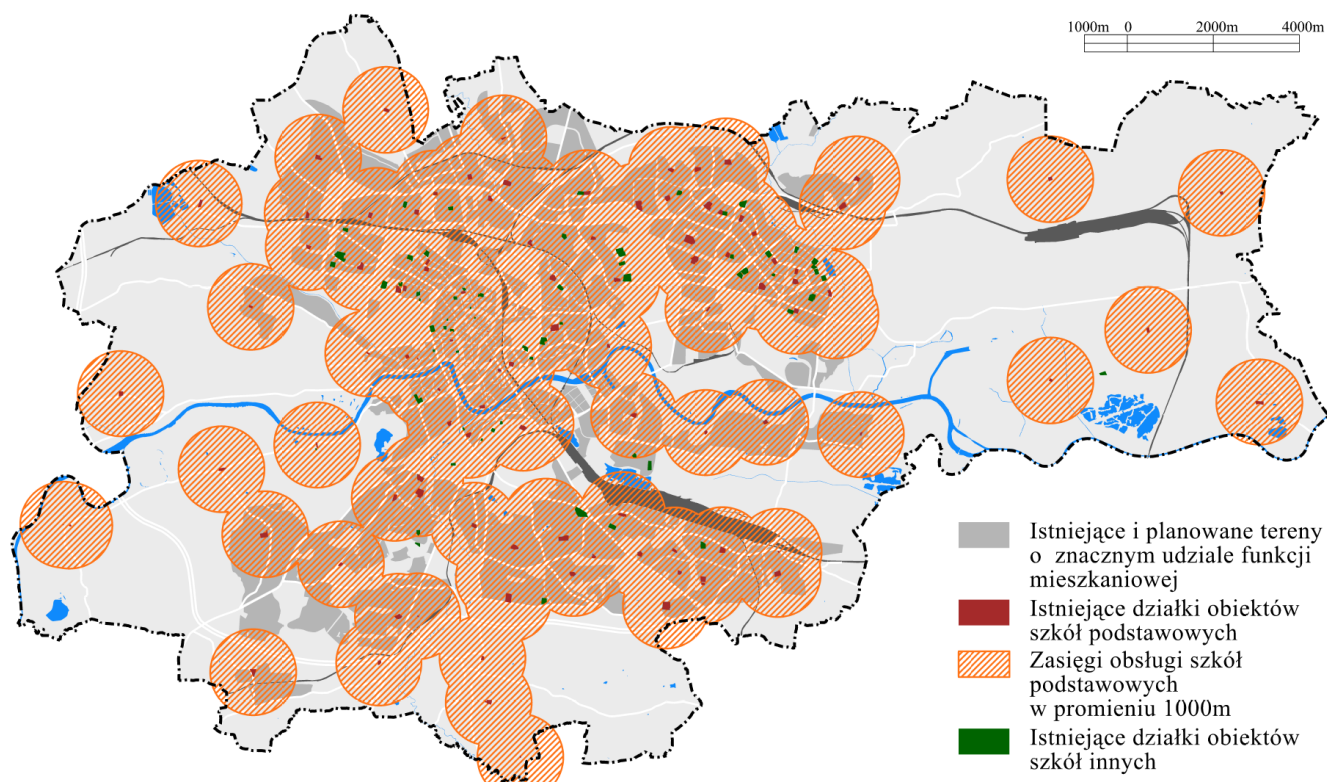 1000m 0 2000m 4000m
Istniejące i planowane tereny
o znacznym udziale funkcji
mieszkaniowej
Istniejące działki obiektów
szkół podstawowych
Zasięgi obsługi szkół
podstawowych
w promieniu 1000m
Istniejące działki obiektów
szkół innych